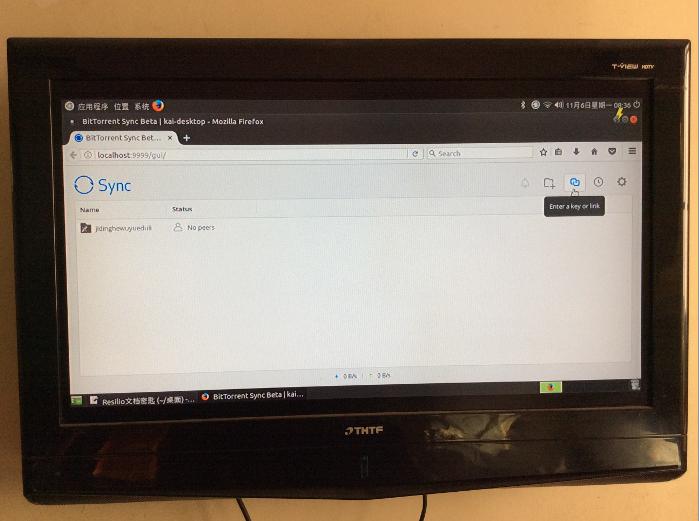 T-VIEW HDTV
应用程序 位置 系统
11月6日星期一 08:36
BitTorrent Sync Beta | kai-desktop - Mozilla Firefox
BitTorrent Sync Bet... × +
localhost:9999/gui/
Search
Sync
Enter a key or link
Name Status
No peers
0 B/s 0 B/s
Resilio文档密匙 (~/桌面) -...
BitTorrent Sync Beta | kai...
THTF